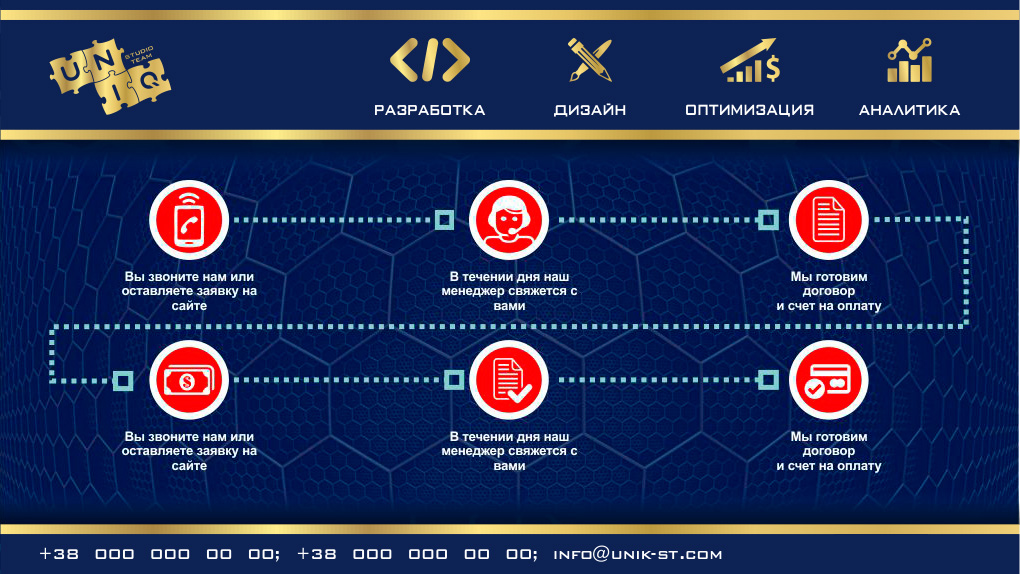 UN
STUDIO
TEAM
IQ
РАЗРАБОТКА
ДИЗАЙН
ОПТИМИЗАЦИЯ
АНАЛИТИКА
Вы звоните нам или
оставляете заявку на
сайте
В течении дня наш
менеджер свяжется с
вами
Мы готовим
договор
и счет на оплату
Вы звоните нам или
оставляете заявку на
сайте
В течении дня наш
менеджер свяжется с
вами
Мы готовим
договор
и счет на оплату
+38 000 000 00 00; +38 000 000 00 00; INFO@UNIK-ST.COM